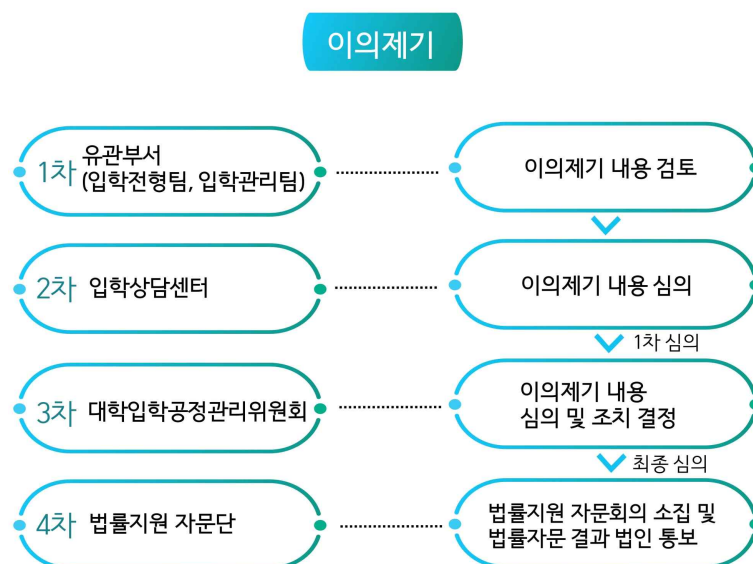 이의제기
1차 유관부서
(입학전형팀, 입학관리팀)
이의제기 내용 검토
2차 입학상담센터
이의제기 내용 심의
1차 심의
3차 대학입학공정관리위원회
이의제기 내용
심의 및 조치 결정
최종 심의
4차 법률지원 자문단
법률지원 자문회의 소집 및
법률자문 결과 법인 통보